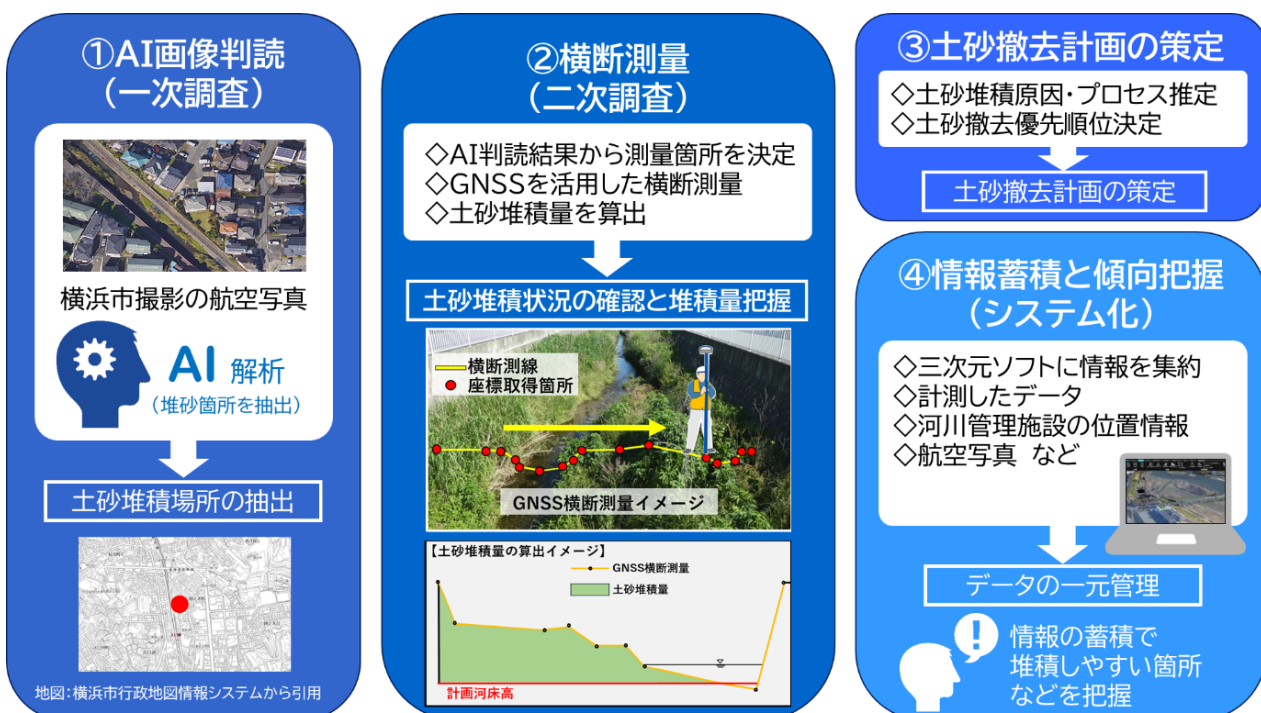 ①AI画像判読
（一次調査）
横浜市撮影の航空写真
AI 解析
（堆砂箇所を抽出）
土砂堆積場所の抽出
地図：横浜市行政地図情報システムから引用
②横断測量
（二次調査）
◇AI判読結果から測量箇所を決定
◇GNSSを活用した横断測量
◇土砂堆積量を算出
土砂堆積状況の確認と堆積量把握
横断測線
座標取得箇所
GNSS横断測量イメージ
【土砂堆積量の算出イメージ】
GNSS横断測量
土砂堆積量
計画河床高
③土砂撤去計画の策定
◇土砂堆積原因・プロセス推定
◇土砂撤去優先順位決定
土砂撤去計画の策定
④情報蓄積と傾向把握
（システム化）
◇三次元ソフトに情報を集約
◇計測したデータ
◇河川管理施設の位置情報
◇航空写真 など
データの一元管理
情報の蓄積で
堆積しやすい箇所
などを把握